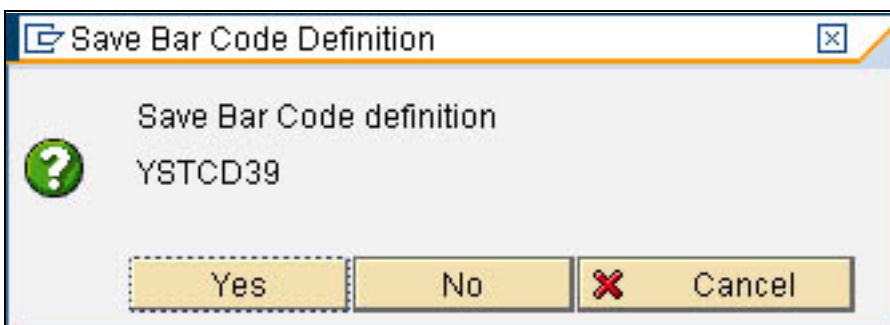 Save Bar Code Definition
Save Bar Code definition
YSTCD39
Yes No Cancel